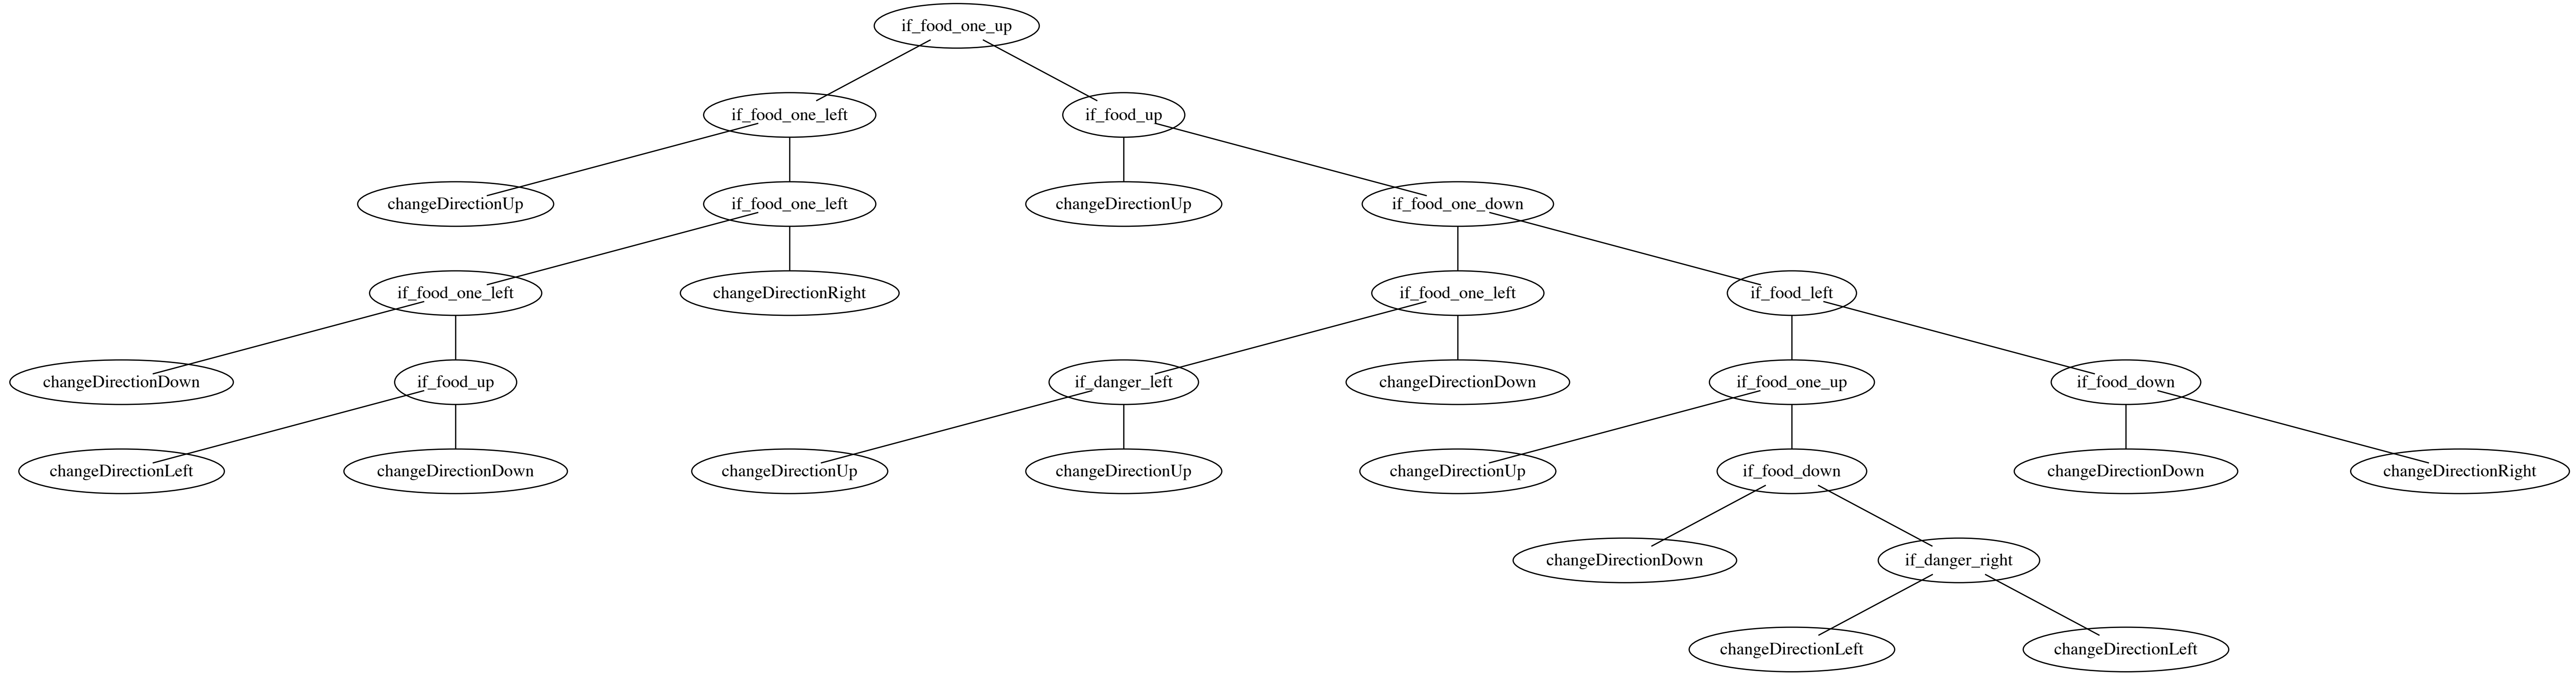 if_food_one_up
if_food_one_left
if_food_up
changeDirectionUp
if_food_one_left
changeDirectionUp
if_food_one_down
if_food_one_left
changeDirectionRight
if_food_one_left
if_food_left
changeDirectionDown
if_food_up
if_danger_left
changeDirectionDown
if_food_one_up
if_food_down
changeDirectionLeft
changeDirectionDown
changeDirectionUp
changeDirectionUp
changeDirectionUp
if_food_down
changeDirectionDown
changeDirectionRight
changeDirectionDown
if_danger_right
changeDirectionLeft
changeDirectionLeft